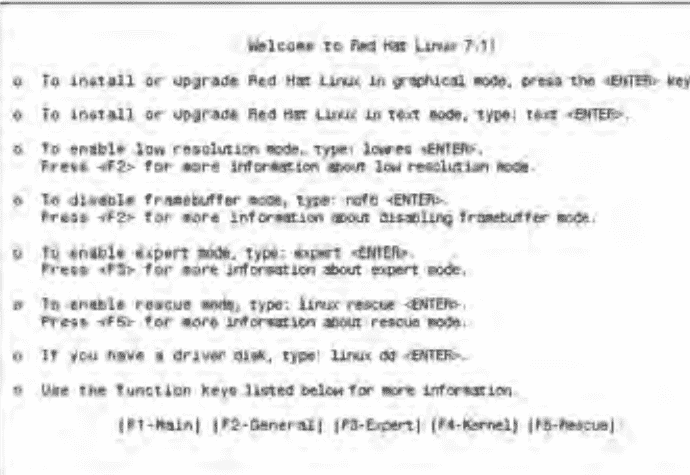 Welcome to Red Hat Linux 7.1!
o To install or upgrade Red Hat Linux in graphical mode, press the <ENTER> key
o To install or upgrade Red Hat Linux in text mode, type: text <ENTER>.
o To enable low resolution mode, type: lowres <ENTER>.
Press <F2> for more information about low resolution mode.
o To disable framebuffer mode, type: nofb <ENTER>.
Press <F2> for more information about disabling framebuffer mode.
o To enable expert mode, type: expert <ENTER>.
Press <F3> for more information about expert mode.
o To enable rescue mode, type: linux rescue <ENTER>.
Press <F5> for more information about rescue mode.
o If you have a driver disk, type: linux dd <ENTER>.
o Use the function keys listed below for more information.
[F1-Main] [F2-General] [F3-Expert] [F4-Kernel] [F5-Rescue]